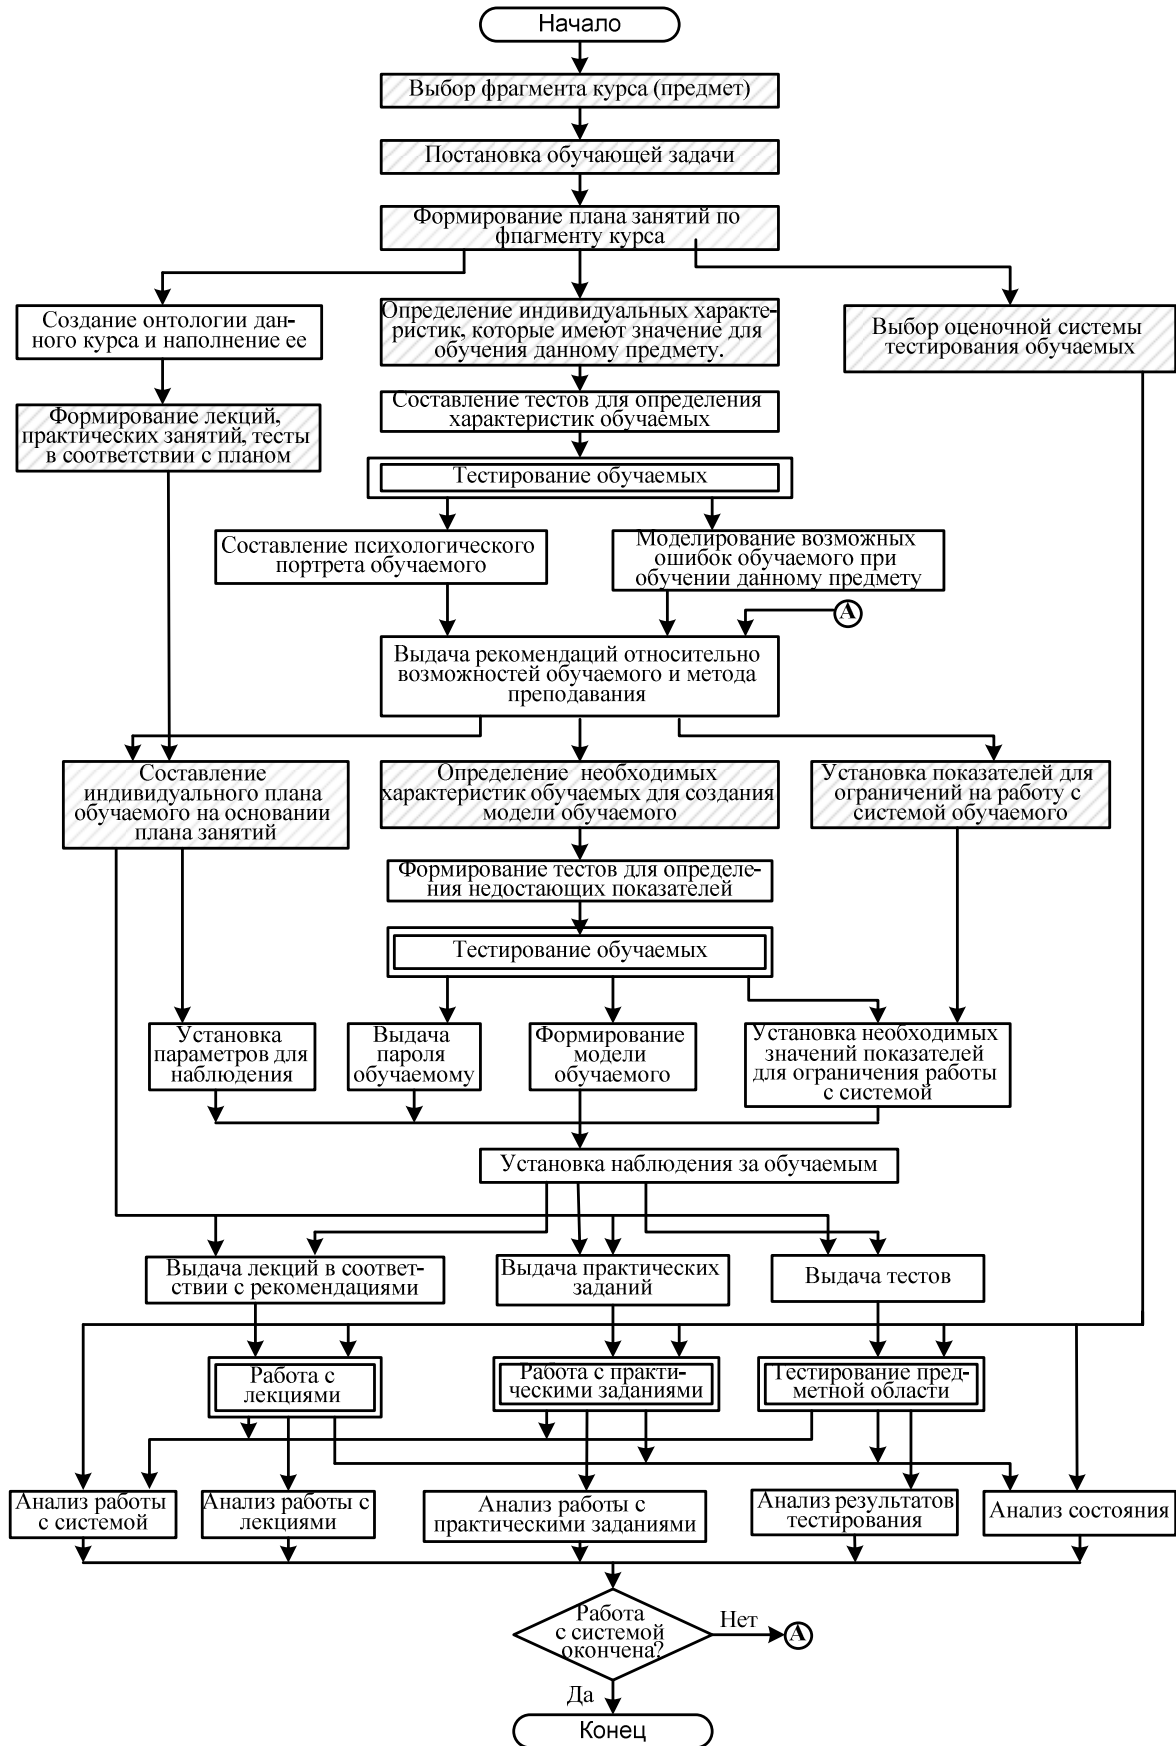 Начало
Выбор фрагмента курса (предмет)
Постановка обучающей задачи
Формирование плана занятий по
фпагменту курса
Создание онтологии дан-
ного курса и наполнение ее
Определение индивидуальных характе-
ристик, которые имеют значение для
обучения данному предмету.
Выбор оценочной системы
тестирования обучаемых
Составление тестов для определения
характеристик обучаемых
Формирование лекций,
практических занятий, тесты
в соответствии с планом
Тестирование обучаемых
Составление психологического
портрета обучаемого
Моделирование возможных
ошибок обучаемого при
обучении данному предмету
А
Выдача рекомендаций относительно
возможностей обучаемого и метода
преподавания
Составление
индивидуального плана
обучаемого на основании
плана занятий
Определение необходимых
характеристик обучаемых для создания
модели обучаемого
Установка показателей для
ограничений на работу с
системой обучаемого
Формирование тестов для определе-
ния недостающих показателей
Тестирование обучаемых
Установка
параметров для
наблюдения
Выдача
пароля
обучаемому
Формирование
модели
обучаемого
Установка необходимых
значений показателей
для ограничения работы
с системой
Установка наблюдения за обучаемым
Выдача лекций в соответ-
ствии с рекомендациями
Выдача практических
заданий
Выдача тестов
Работа с
лекциями
Работа с практи-
ческими заданиями
Тестирование пред-
метной области
Анализ работы
с системой
Анализ работы с
лекциями
Анализ работы с
практическими заданиями
Анализ результатов
тестирования
Анализ состояния
Работа
с системой
окончена?
Нет
А
Да
Конец